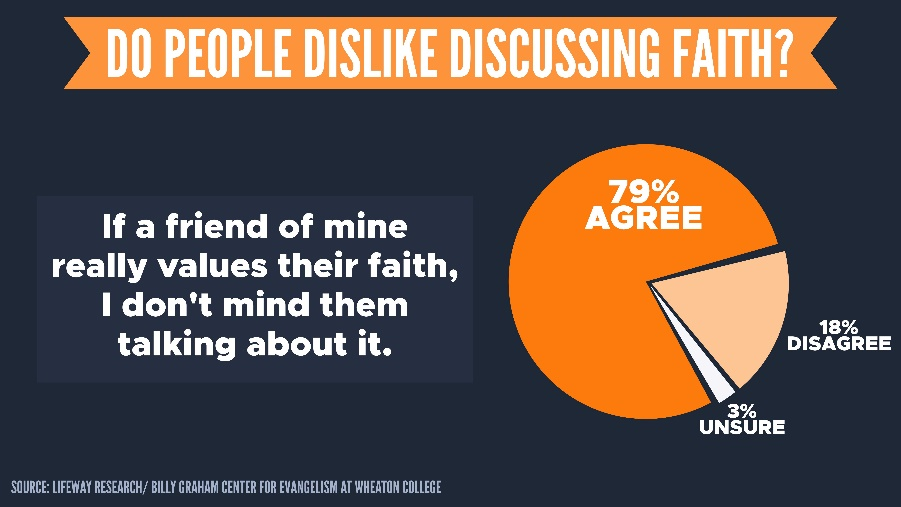 DO PEOPLE DISLIKE DISCUSSING FAITH?
If a friend of mine
really values their faith,
I don't mind them
talking about it.
79%
AGREE
18%
DISAGREE
3%
UNSURE
SOURCE: LIFEWAY RESEARCH/ BILLY GRAHAM CENTER FOR EVANGELISM AT WHEATON COLLEGE